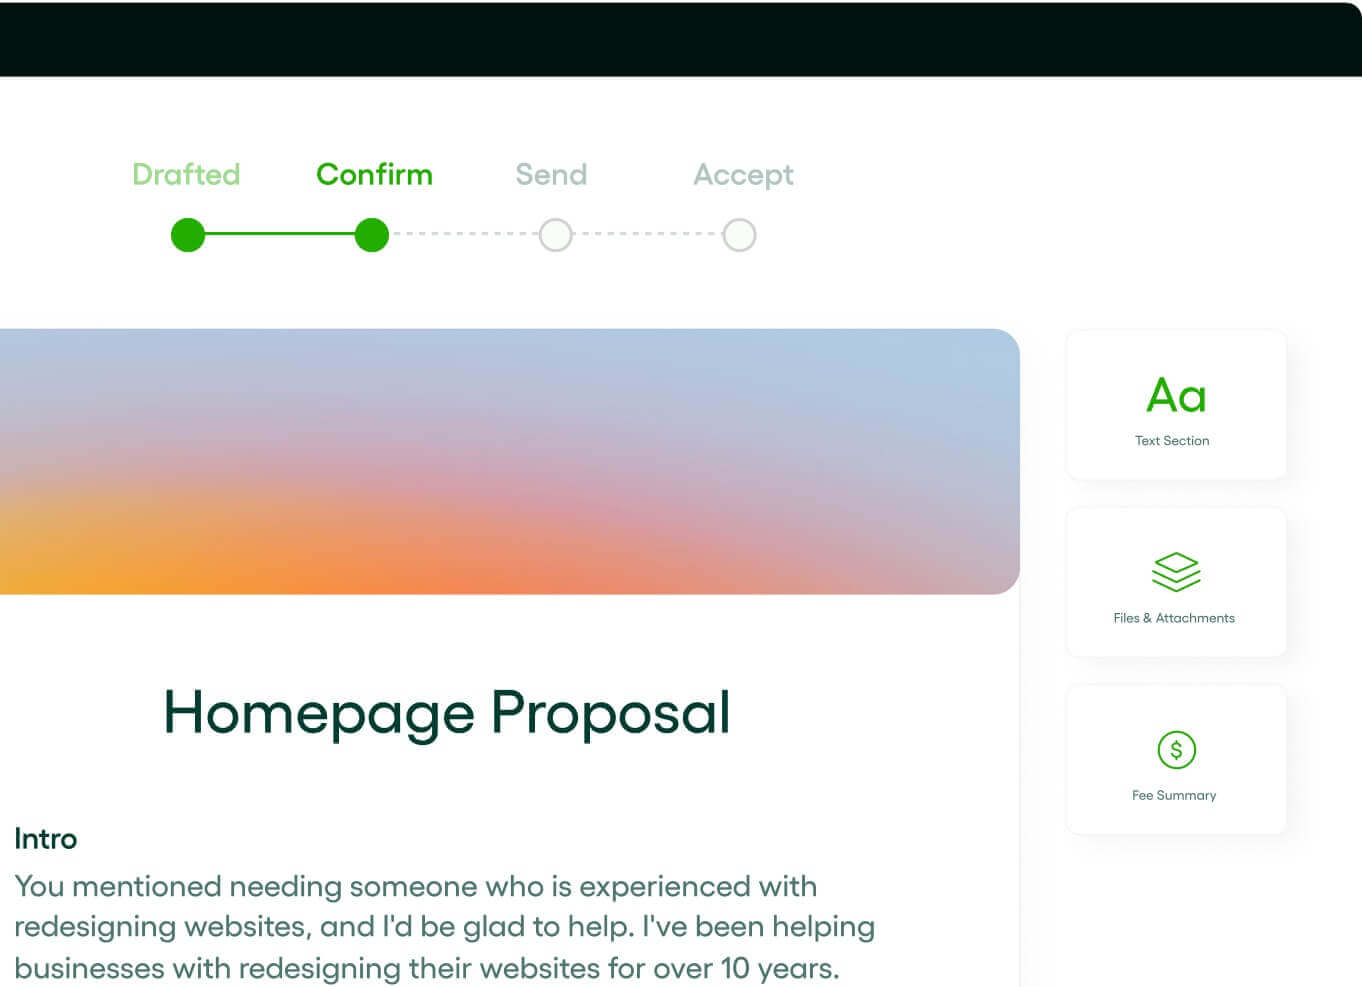 Drafted Confirm Send Accept
Aa
Text Section
Files & Attachments
$
Fee Summary
Homepage Proposal
Intro
You mentioned needing someone who is experienced with
redesigning websites, and I'd be glad to help. I've been helping
businesses with redesigning their websites for over 10 years.